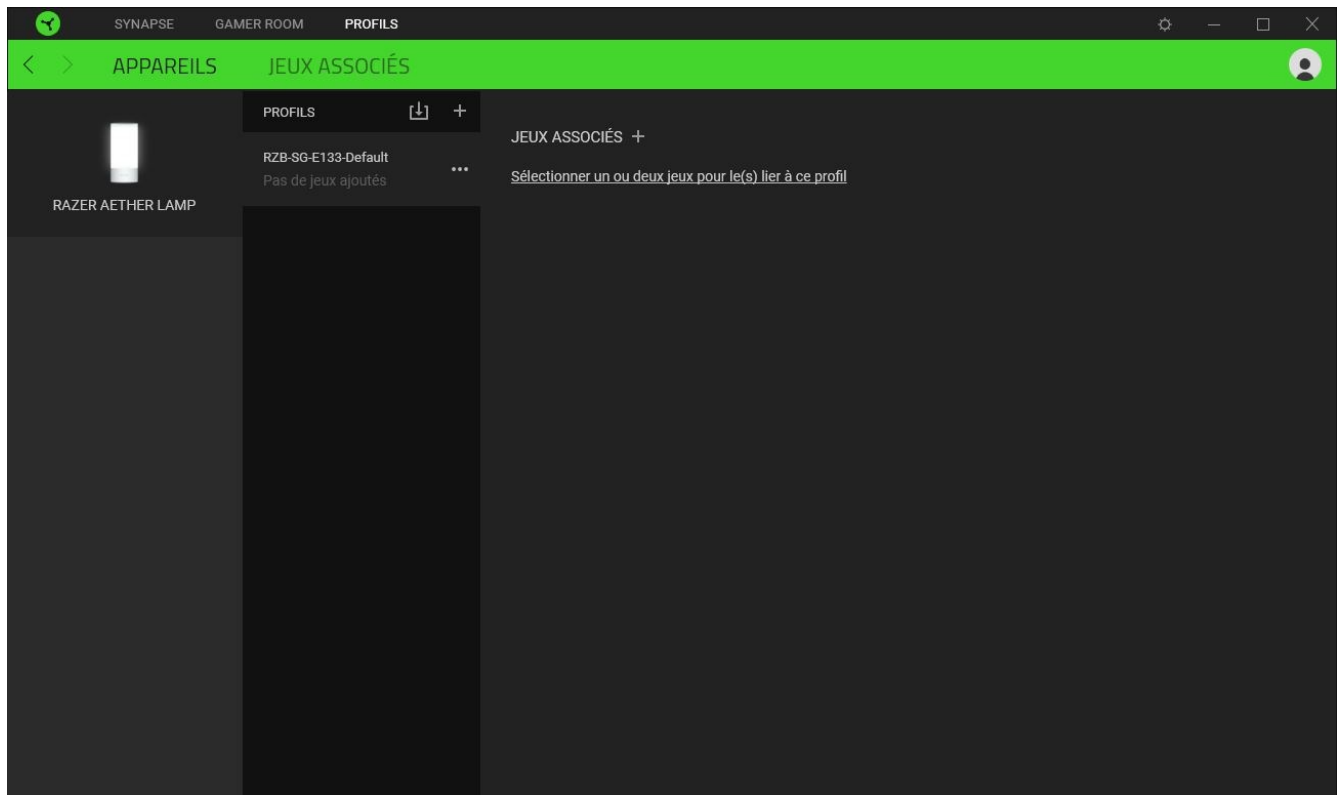 SYNAPSE GAMER ROOM PROFILS
APPAREILS JEUX ASSOCIÉS
PROFILS
JEUX ASSOCIÉS
RZB-SG-E133-Default
Pas de jeux ajoutés
Sélectionner un ou deux jeux pour le(s) lier à ce profil
RAZER AETHER LAMP